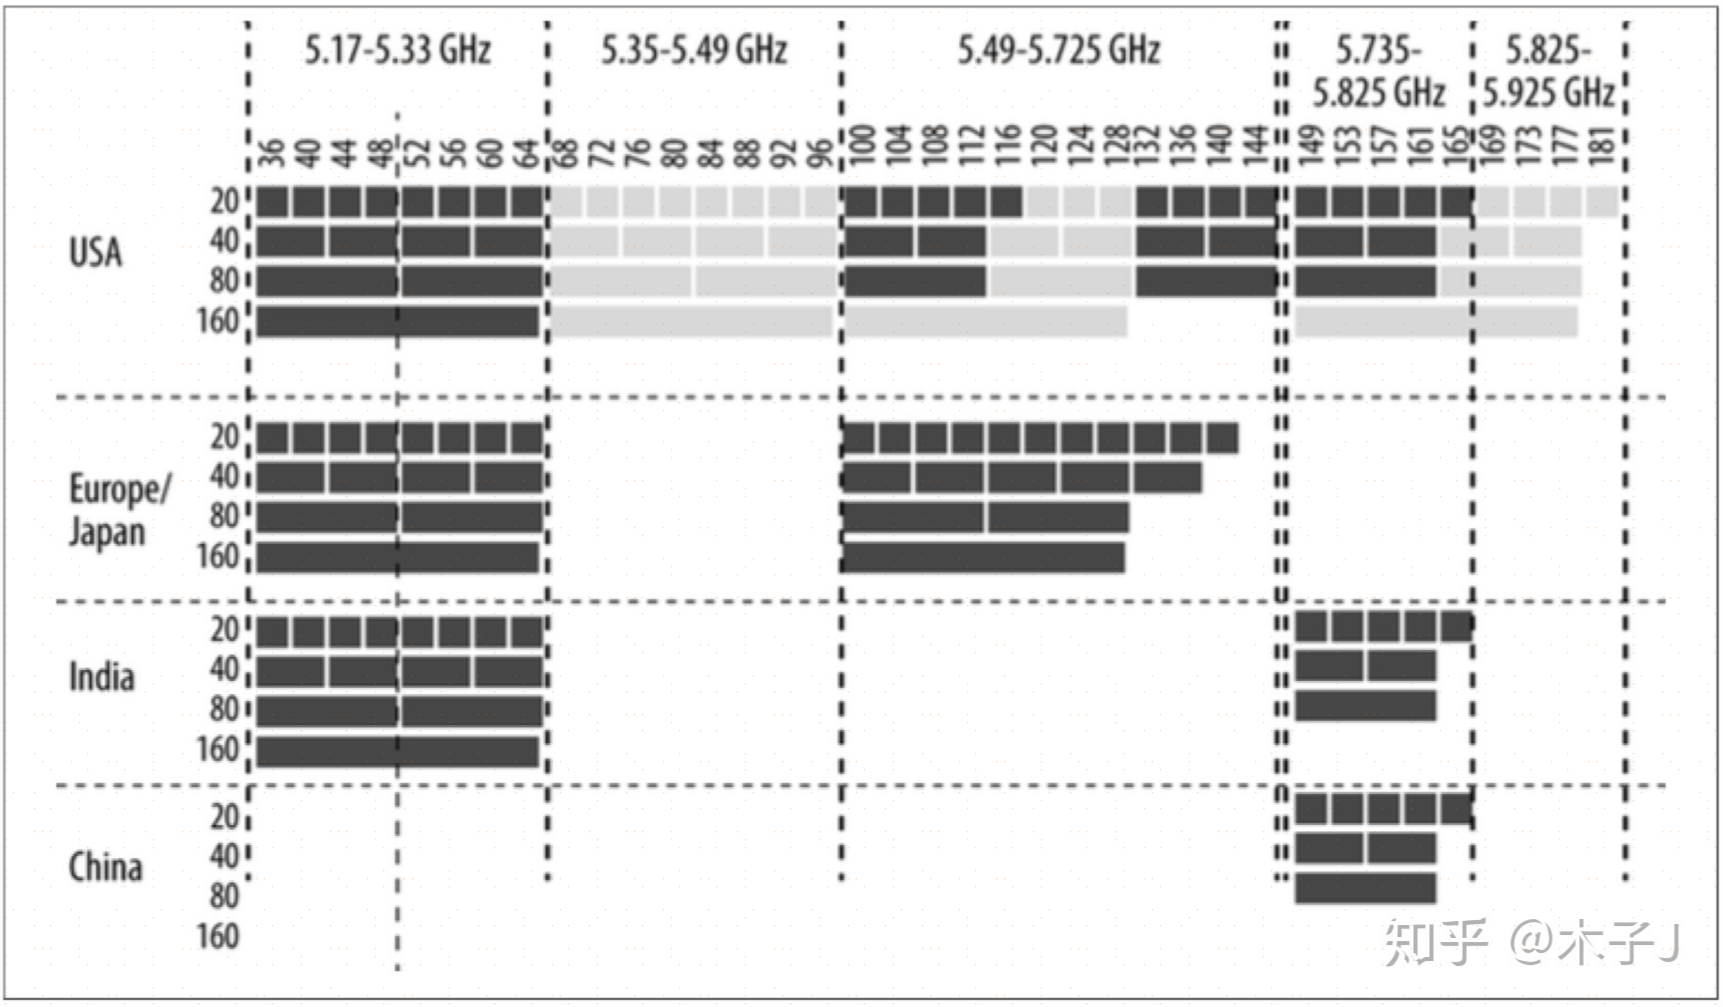 5.17-5.33 GHz 5.35-5.49 GHz 5.49-5.725 GHz 5.735- 5.825-
5.825 GHz 5.925 GHz
36 40 44 48 52 56 60 64 68 72 76 80 84 88 92 96 100 104 108 112 116 120 124 128 132 136 140 144 149 153 157 161 165 169 173 177 181
20
USA 40
80
160
20
Europe/ 40
Japan 80
160
20
India 40
80
160
20
China 40
80
160
知乎 @木子J